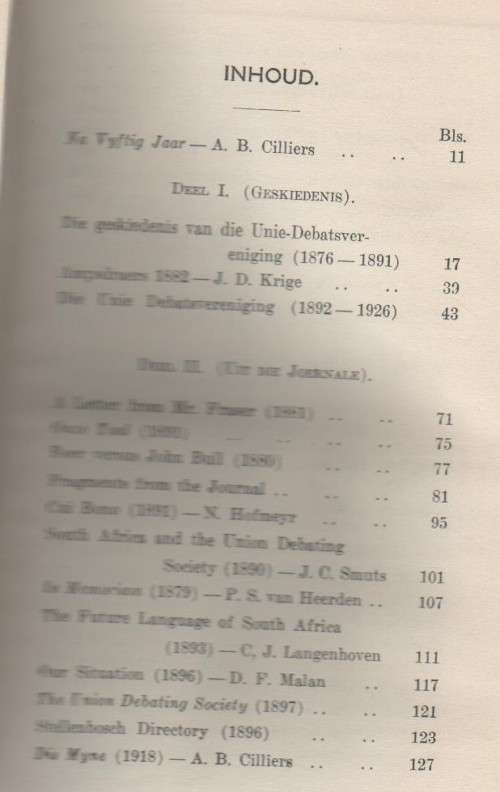 INHOUD.
Bls.
Na Vyftig Jaar — A. B. Cilliers .. .. 11
DEEL I. (GESKIEDENIS).
Die geskiedenis van die Unie-Debatsver-
eniging (1876 — 1891) 17
1882 — J. D. Krige .. .. 39
Die Unie Debatsvereniging (1892 — 1926) 43
DEEL II. (UIT DIE JOERNALE).
A Letter from Mr. Fraser (1881) .. .. 71
.. .. .. 75
Boer versus John Bull (1880) .. .. 77
Fragments from the Journal .. .. .. 81
Cui Bono (1891) — N. Hofmeyr .. .. 95
South Africa and the Union Debating
Society (1890) — J. C. Smuts 101
In Memoriam (1879) — P. S. van Heerden .. 107
The Future Language of South Africa
(1893) — C, J. Langenhoven 111
Our Situation (1896) — D. F. Malan .. 117
The Union Debating Society (1897) .. .. 121
Stellenbosch Directory (1896) .. .. 123
Die Myne (1918) — A. B. Cilliers .. .. 127